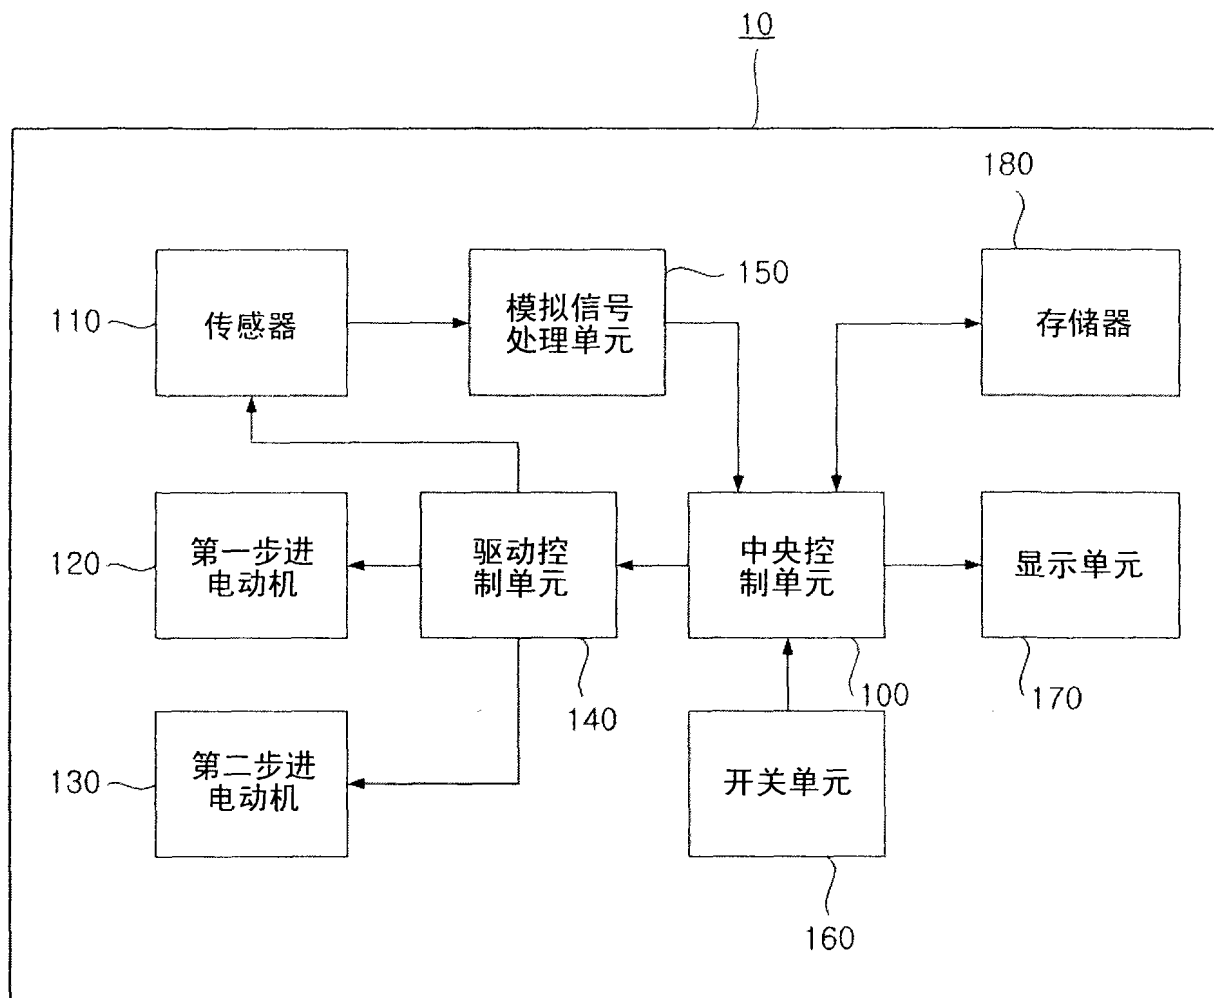 10
180
150
110
传感器
模拟信号
处理单元
存储器
120
第一步进
电动机
驱动控
制单元
中央控
制单元
显示单元
140
100
170
130
第二步进
电动机
开关单元
160